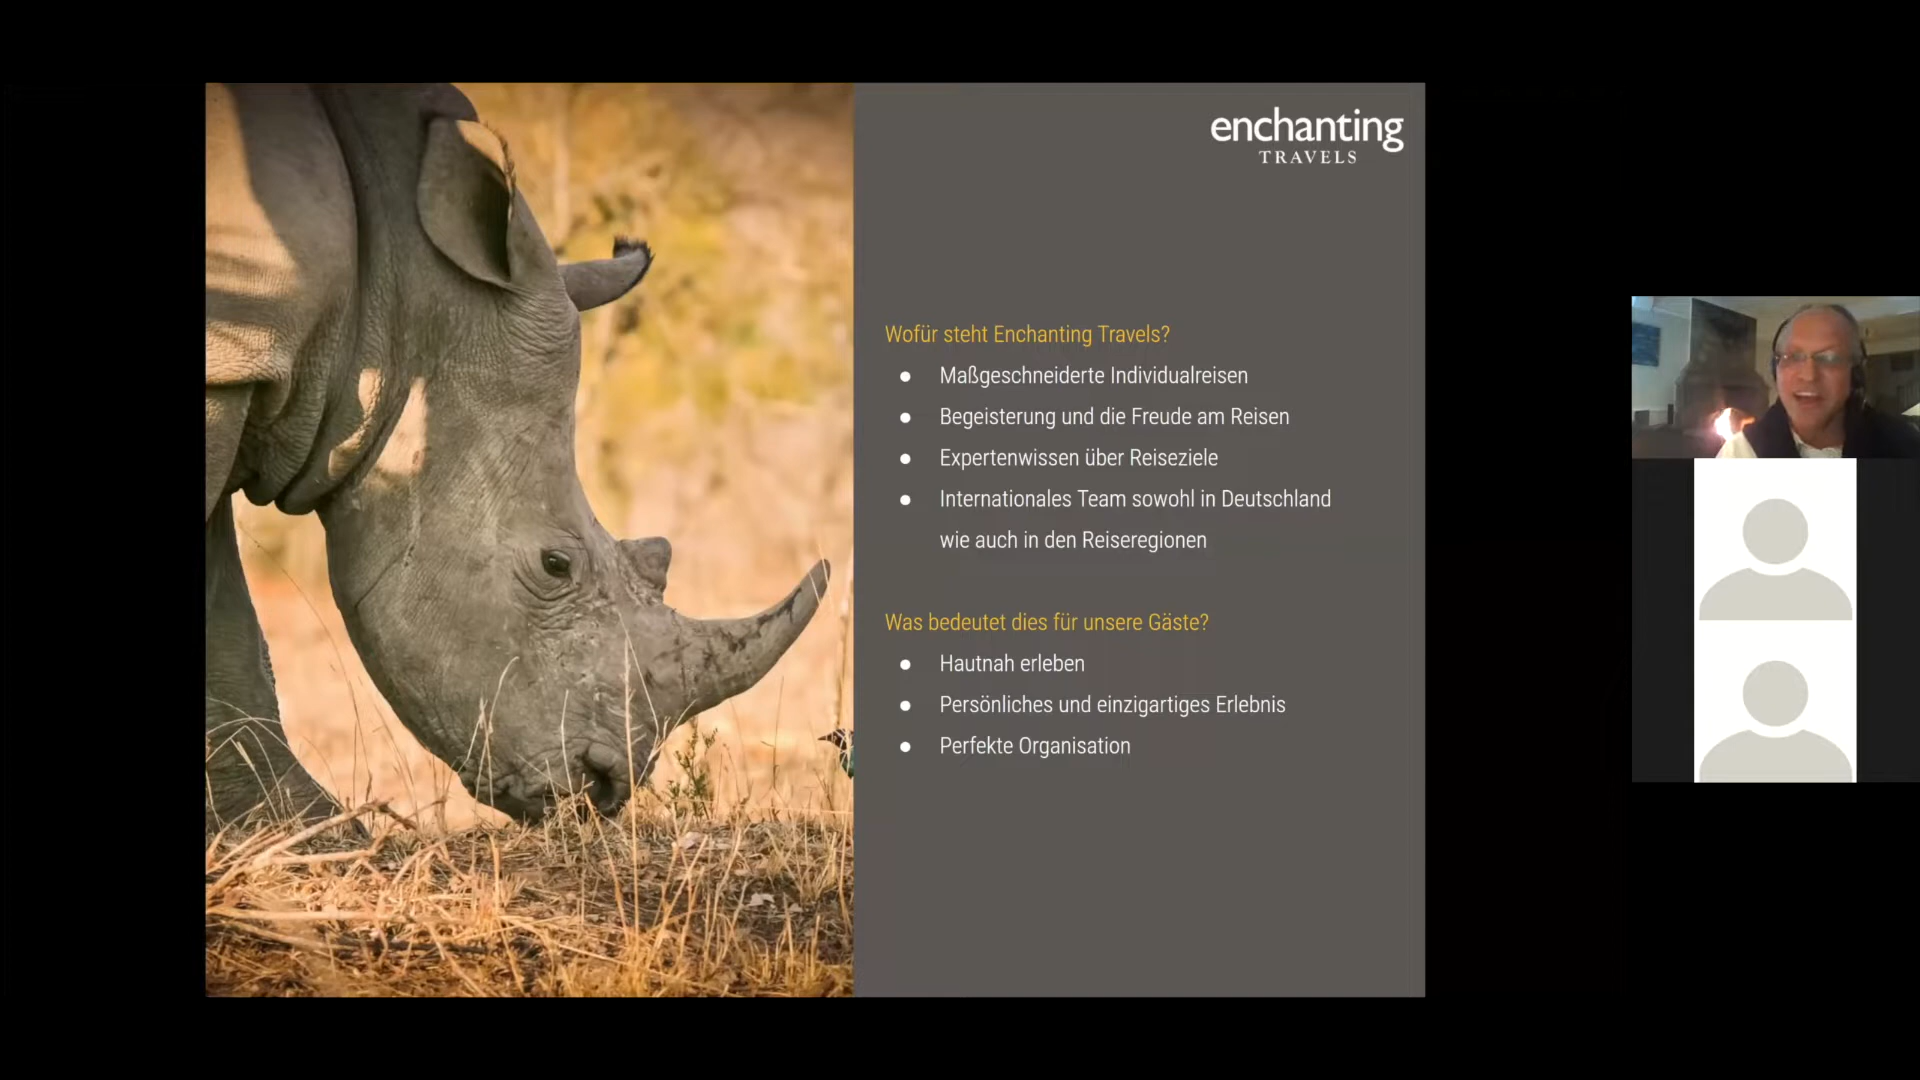 enchanting
TRAVELS
Wofür steht Enchanting Travels?
● Maßgeschneiderte Individualreisen
● Begeisterung und die Freude am Reisen
● Expertenwissen über Reiseziele
● Internationales Team sowohl in Deutschland
wie auch in den Reiseregionen
Was bedeutet dies für unsere Gäste?
● Hautnah erleben
● Persönliches und einzigartiges Erlebnis
● Perfekte Organisation